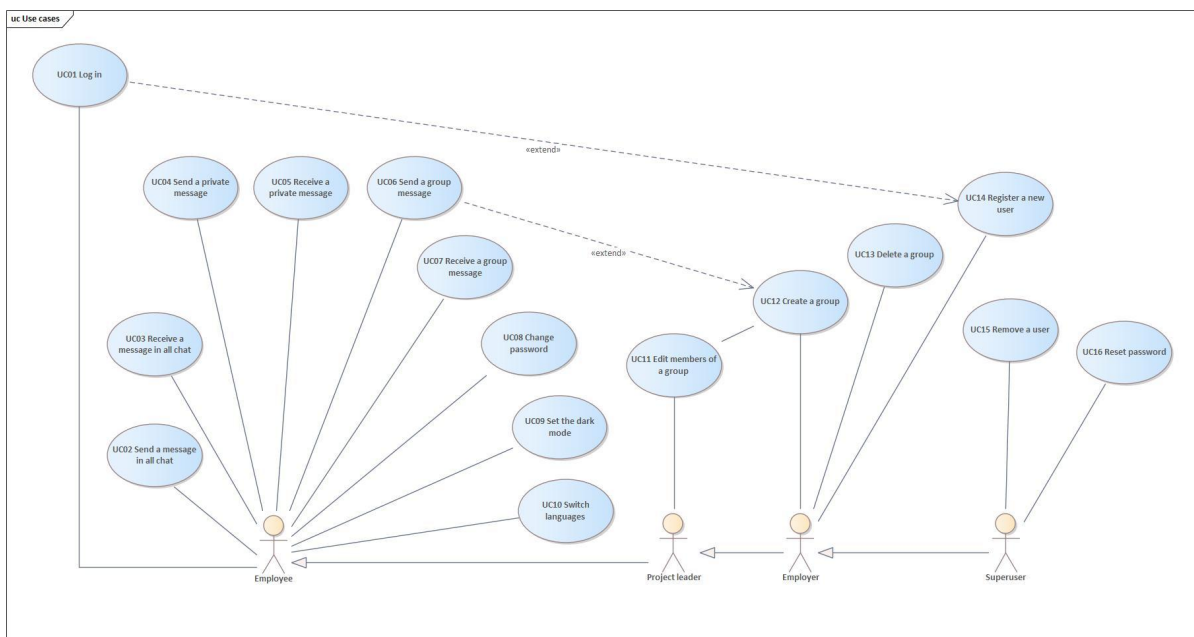 uc Use cases
UC01 Log in
«extend»
UC04 Send a private
message
UC05 Receive a
private message
UC06 Send a group
message
UC14 Register a new
user
«extend»
UC07 Receive a group
message
UC13 Delete a group
UC12 Create a group
UC03 Receive a
message in all chat
UC08 Change
password
UC11 Edit members of
a group
UC15 Remove a user
UC16 Reset password
UC02 Send a message
in all chat
UC09 Set the dark
mode
UC10 Switch
languages
Employee
Project leader
Employer
Superuser